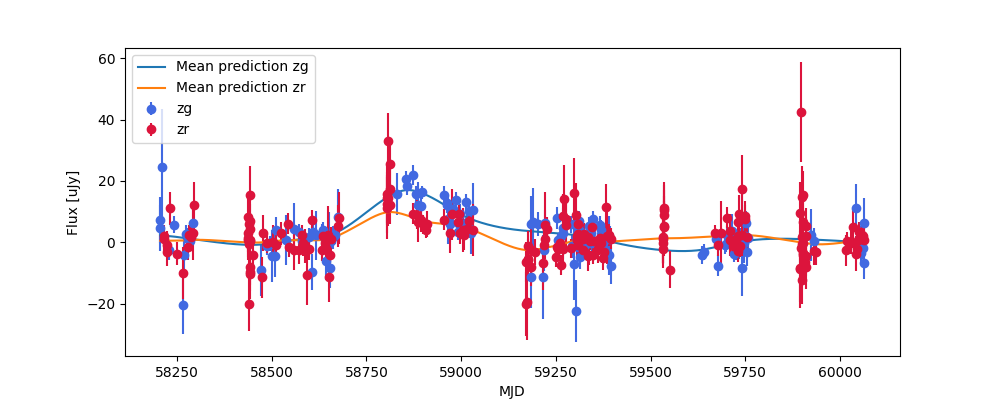 Mean prediction zg
Mean prediction zr
zg
zr
Flux [uJy]
60
40
20
0
−20
58250 58500 58750 59000 59250 59500 59750 60000
MJD